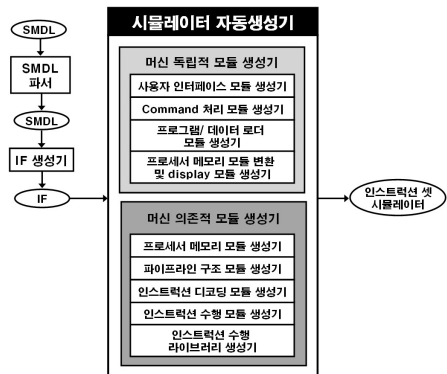 SMDL
SMDL
파서
SMDL
IF 생성기
IF
시뮬레이터 자동생성기
머신 독립적 모듈 생성기
사용자 인터페이스 모듈 생성기
Command 처리 모듈 생성기
프로그램/ 데이터 로더
모듈 생성기
프로세서 메모리 모듈 변환
및 display 모듈 생성기
머신 의존적 모듈 생성기
프로세서 메모리 모듈 생성기
파이프라인 구조 모듈 생성기
인스트럭션 디코딩 모듈 생성기
인스트럭션 수행 모듈 생성기
인스트럭션 수행
라이브러리 생성기
인스트럭션 셋
시뮬레이터